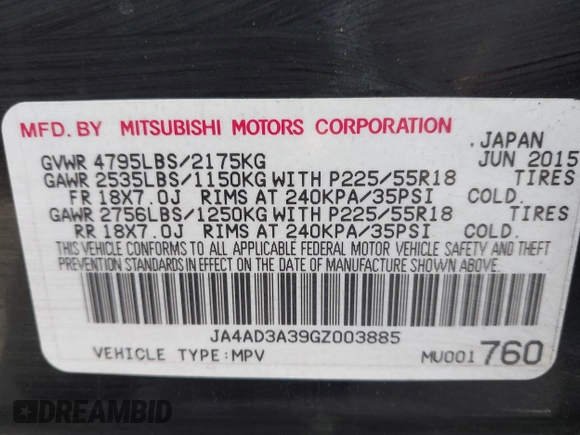 MFD. BY MITSUBISHI MOTORS CORPORATION
. JAPAN
GVWR 4795LBS/2175KG JUN 2015
GAWR 2535LBS/1150KG WITH P225/55R18 TIRES
FR 18X7.0J RIMS AT 240KPA/35PSI COLD.
GAWR 2756LBS/1250KG WITH P225/55R18 TIRES
RR 18X7.0J RIMS AT 240KPA/35PSI COLD.
THIS VEHICLE CONFORMS TO ALL APPLICABLE FEDERAL MOTOR VEHICLE SAFETY AND THEFT
PREVENTION STANDARDS IN EFFECT ON THE DATE OF MANUFACTURE SHOWN ABOVE.
JA4AD3A39GZ003885
VEHICLE TYPE:MPV MU001 760
DREAMBID